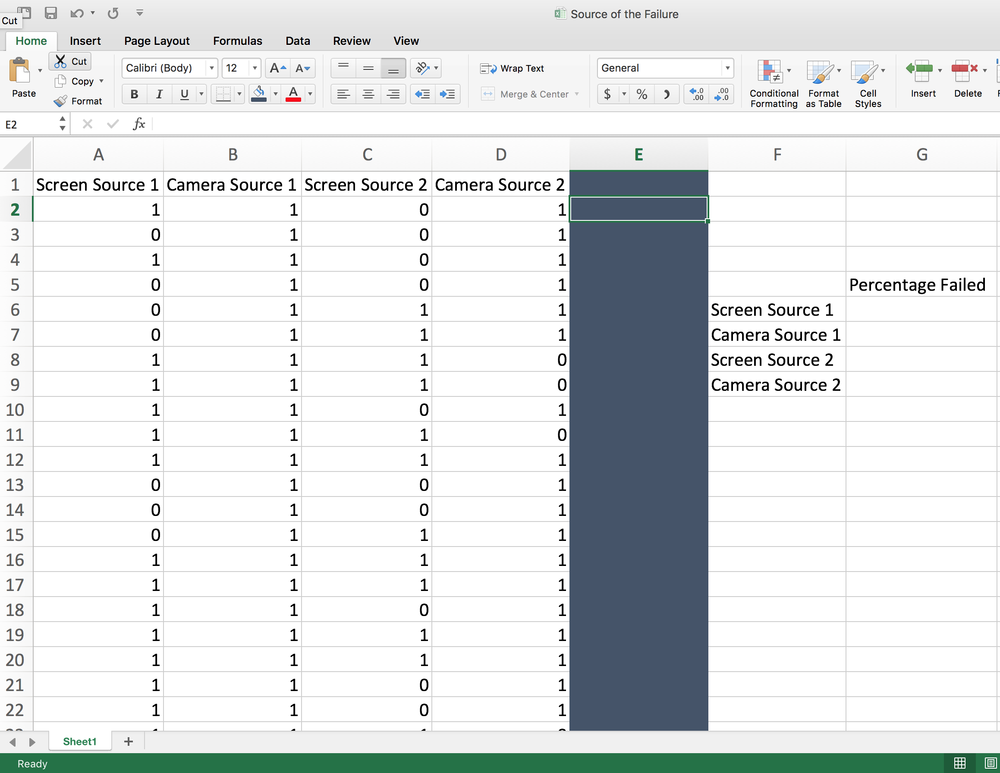 Source of the Failure
Cut
Home Insert Page Layout Formulas Data Review View
Paste
Cut
Copy
Format
Calibri (Body) 12 A A
B I U A
ab
Wrap Text
Merge & Center
General
$ % .0 .00 .00 .0
Conditional Formatting
Format as Table
Cell Styles
Insert
Delete
E2 fx
A B C D E F G
1 Screen Source 1 Camera Source 1 Screen Source 2 Camera Source 2
2 1 1 0 1
3 0 1 0 1
4 1 1 0 1
5 0 1 0 1 Percentage Failed
6 0 1 1 1 Screen Source 1
7 0 1 1 1 Camera Source 1
8 1 1 1 0 Screen Source 2
9 1 1 1 0 Camera Source 2
10 1 1 0 1
11 1 1 1 0
12 1 1 1 1
13 0 1 0 1
14 0 1 0 1
15 0 1 1 1
16 1 1 1 1
17 1 1 1 1
18 1 1 0 1
19 1 1 1 1
20 1 1 1 1
21 1 1 0 1
22 1 1 0 1
Sheet1 +
Ready